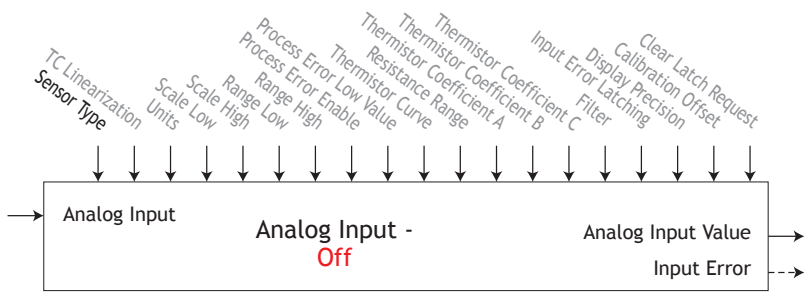 Sensor Type
TC Linearization
Units
Scale Low
Scale High
Range Low
Range High
Process Error Enable
Process Error Low Value
Thermistor Curve
Resistance Range
Thermistor Coefficient A
Thermistor Coefficient B
Thermistor Coefficient C
Filter
Input Error Latching
Display Precision
Calibration Offset
Clear Latch Request
Analog Input
Analog Input -
Off
Analog Input Value
Input Error